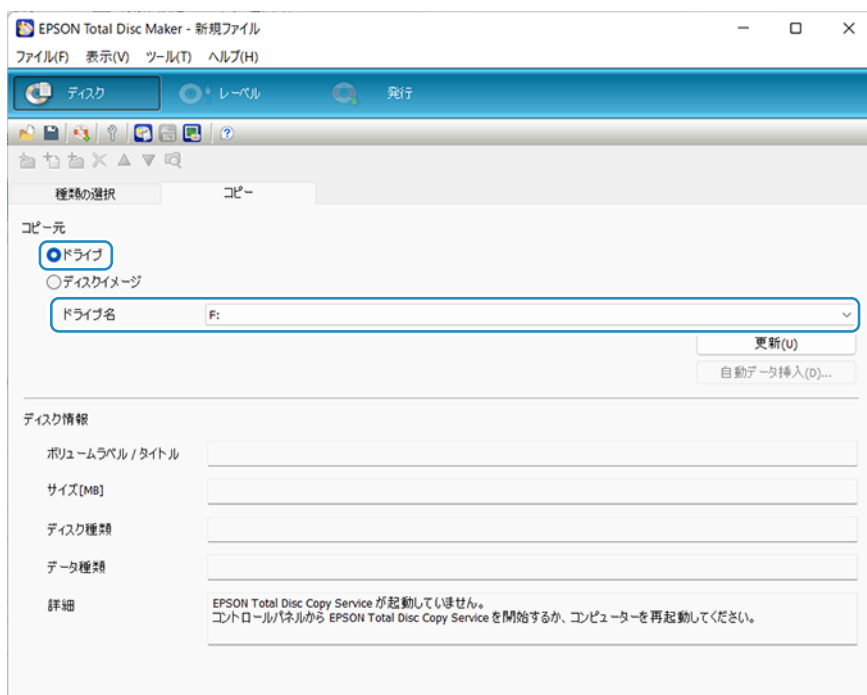 EPSON Total Disc Maker - 新規ファイル
ファイル(F) 表示(V) ツール(T) ヘルプ(H)
ディスク レーベル 発行
種類の選択 コピー
コピー元
ドライブ
ディスクイメージ
ドライブ名 F:
更新(U)
自動データ挿入(D)...
ディスク情報
ボリュームラベル / タイトル
サイズ[MB]
ディスク種類
データ種類
詳細 EPSON Total Disc Copy Service が起動していません。
コントロールパネルから EPSON Total Disc Copy Service を開始するか、コンピューターを再起動してください。